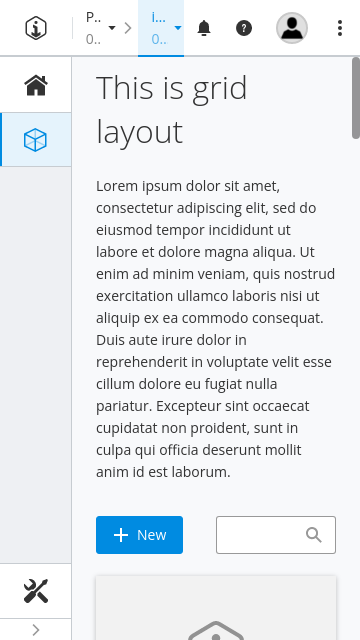 P..
0..
i...
0..
This is grid
layout
Lorem ipsum dolor sit amet,
consectetur adipiscing elit, sed do
eiusmod tempor incididunt ut
labore et dolore magna aliqua. Ut
enim ad minim veniam, quis nostrud
exercitation ullamco laboris nisi ut
aliquip ex ea commodo consequat.
Duis aute irure dolor in
reprehenderit in voluptate velit esse
cillum dolore eu fugiat nulla
pariatur. Excepteur sint occaecat
cupidatat non proident, sunt in
culpa qui officia deserunt mollit
anim id est laborum.
New